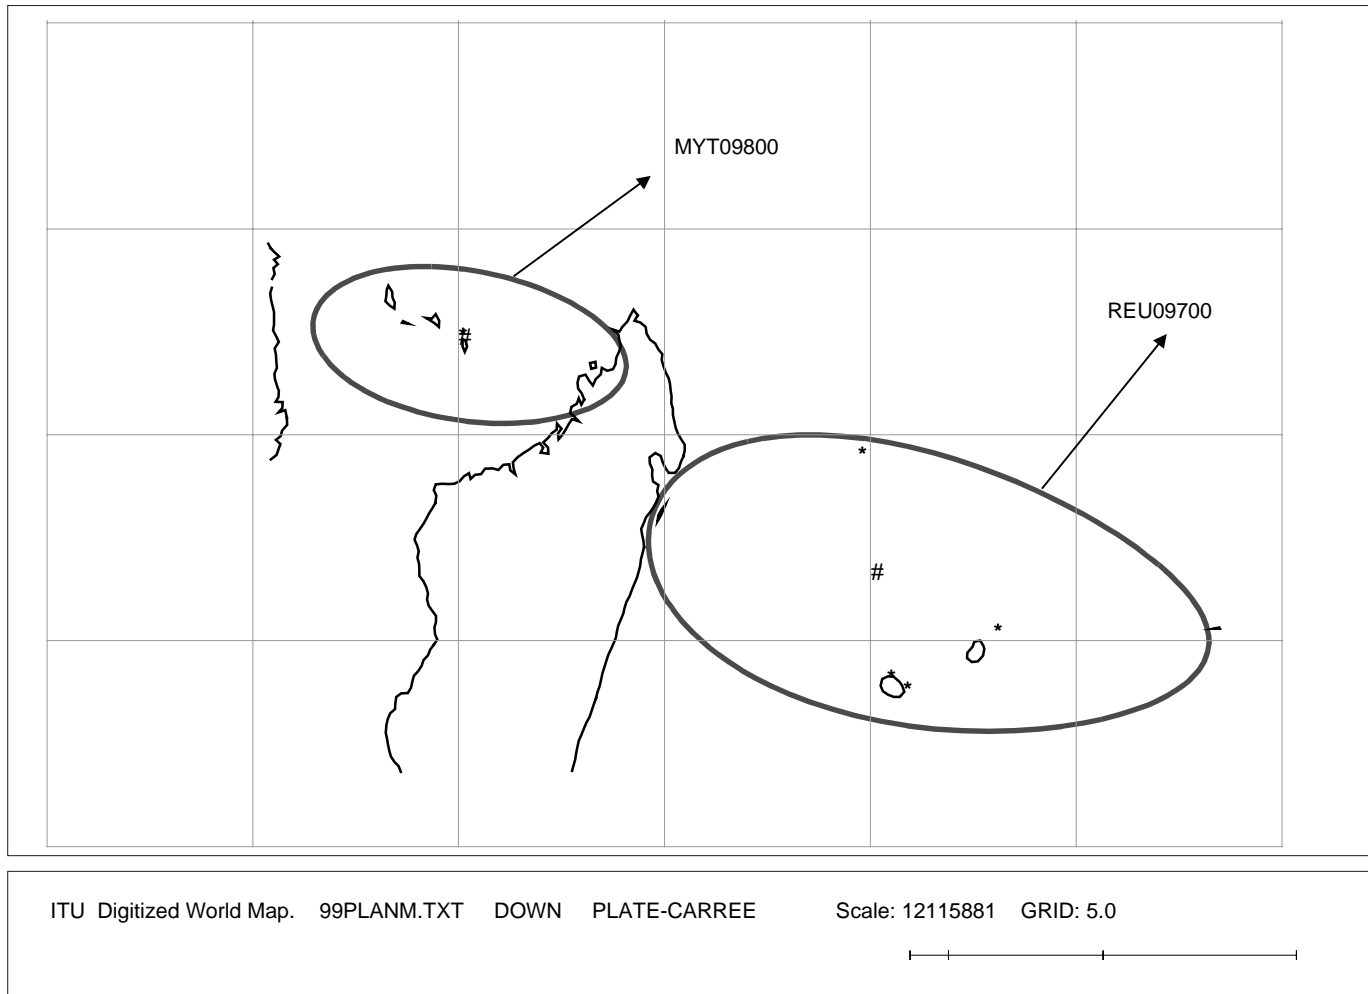 MYT09800
REU09700
#
*
#
*
*
*
ITU Digitized World Map. 99PLANM.TXT DOWN PLATE-CARREE Scale: 12115881 GRID: 5.0